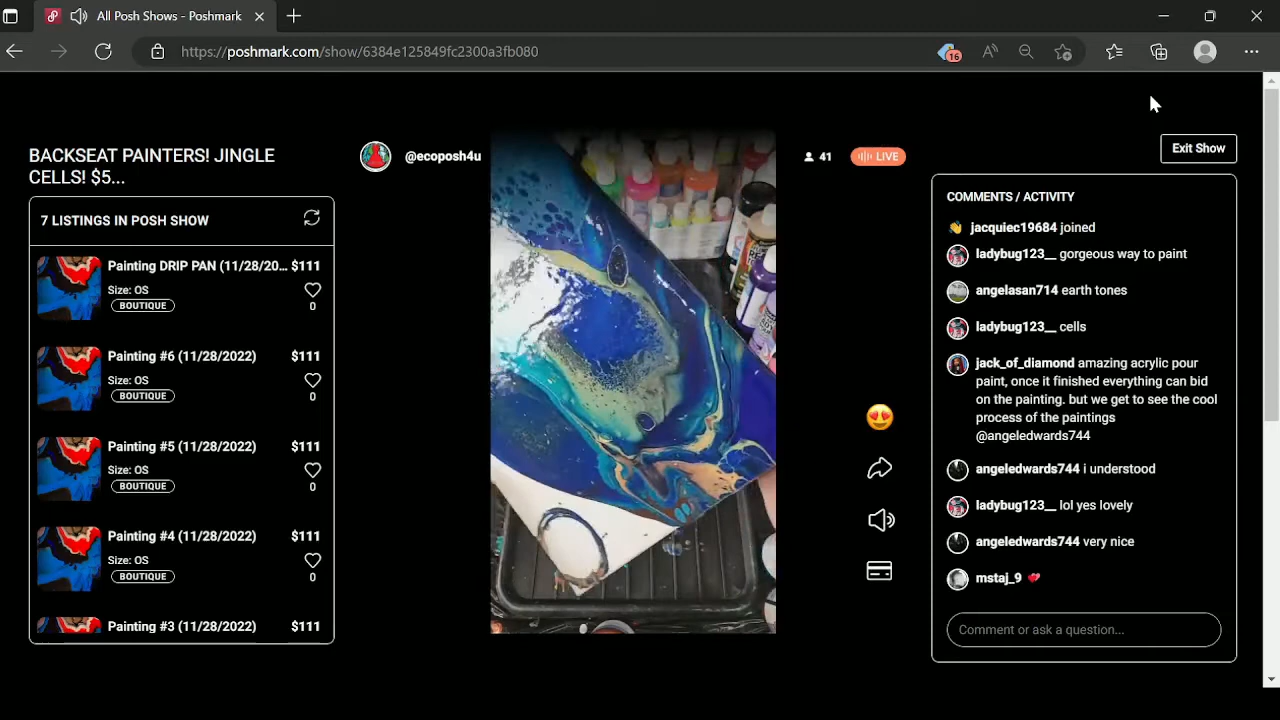 All Posh Shows - Poshmark
https://poshmark.com/show/6384e125849fc2300a3fb080
16
BACKSEAT PAINTERS! JINGLE
CELLS! $5...
@ecoposh4u
41
LIVE
Exit Show
7 LISTINGS IN POSH SHOW
Painting DRIP PAN (11/28/20... $111
Size: OS
BOUTIQUE
0
Painting #6 (11/28/2022) $111
Size: OS
BOUTIQUE
0
Painting #5 (11/28/2022) $111
Size: OS
BOUTIQUE
0
Painting #4 (11/28/2022) $111
Size: OS
BOUTIQUE
0
Painting #3 (11/28/2022) $111
COMMENTS / ACTIVITY
👋 jacquiec19684 joined
ladybug123__ gorgeous way to paint
angelasan714 earth tones
ladybug123__ cells
jack_of_diamond amazing acrylic pour
paint, once it finished everything can bid
on the painting. but we get to see the cool
process of the paintings
@angeledwards744
angeledwards744 i understood
ladybug123__ lol yes lovely
angeledwards744 very nice
mstaj_9 💕
Comment or ask a question...